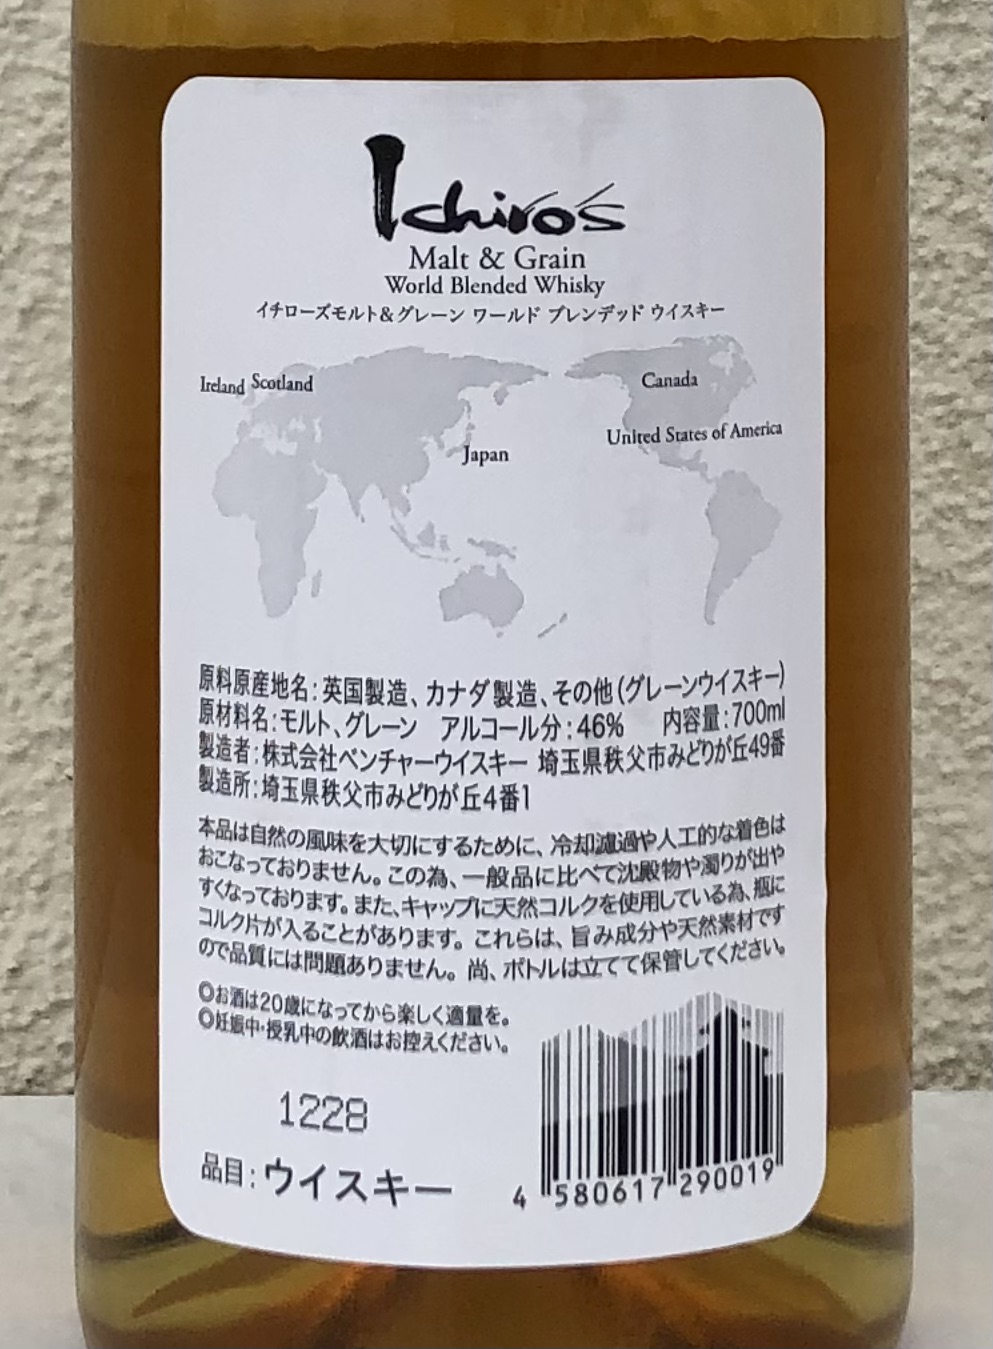 Ichiro's
Malt & Grain
World Blended Whisky
イチローズモルト&グレーン ワールド ブレンデッド ウイスキー
Ireland Scotland
Canada
United States of America
Japan
原料原産地名:英国製造、カナダ製造、その他(グレーンウイスキー)
原材料名:モルト、グレーン アルコール分:46% 内容量:700ml
製造者:株式会社ベンチャーウイスキー 埼玉県秩父市みどりが丘49番
製造所:埼玉県秩父市みどりが丘4番1
本品は自然の風味を大切にするために、冷却濾過や人工的な着色は
おこなっておりません。この為、一般品に比べて沈殿物や濁りが出や
すくなっております。また、キャップに天然コルクを使用している為、瓶に
コルク片が入ることがあります。これらは、旨み成分や天然素材です
ので品質には問題ありません。尚、ボトルは立てて保管してください。
◎お酒は20歳になってから楽しく適量を。
◎妊娠中・授乳中の飲酒はお控えください。
1228
品目:ウイスキー
4 580617 290019